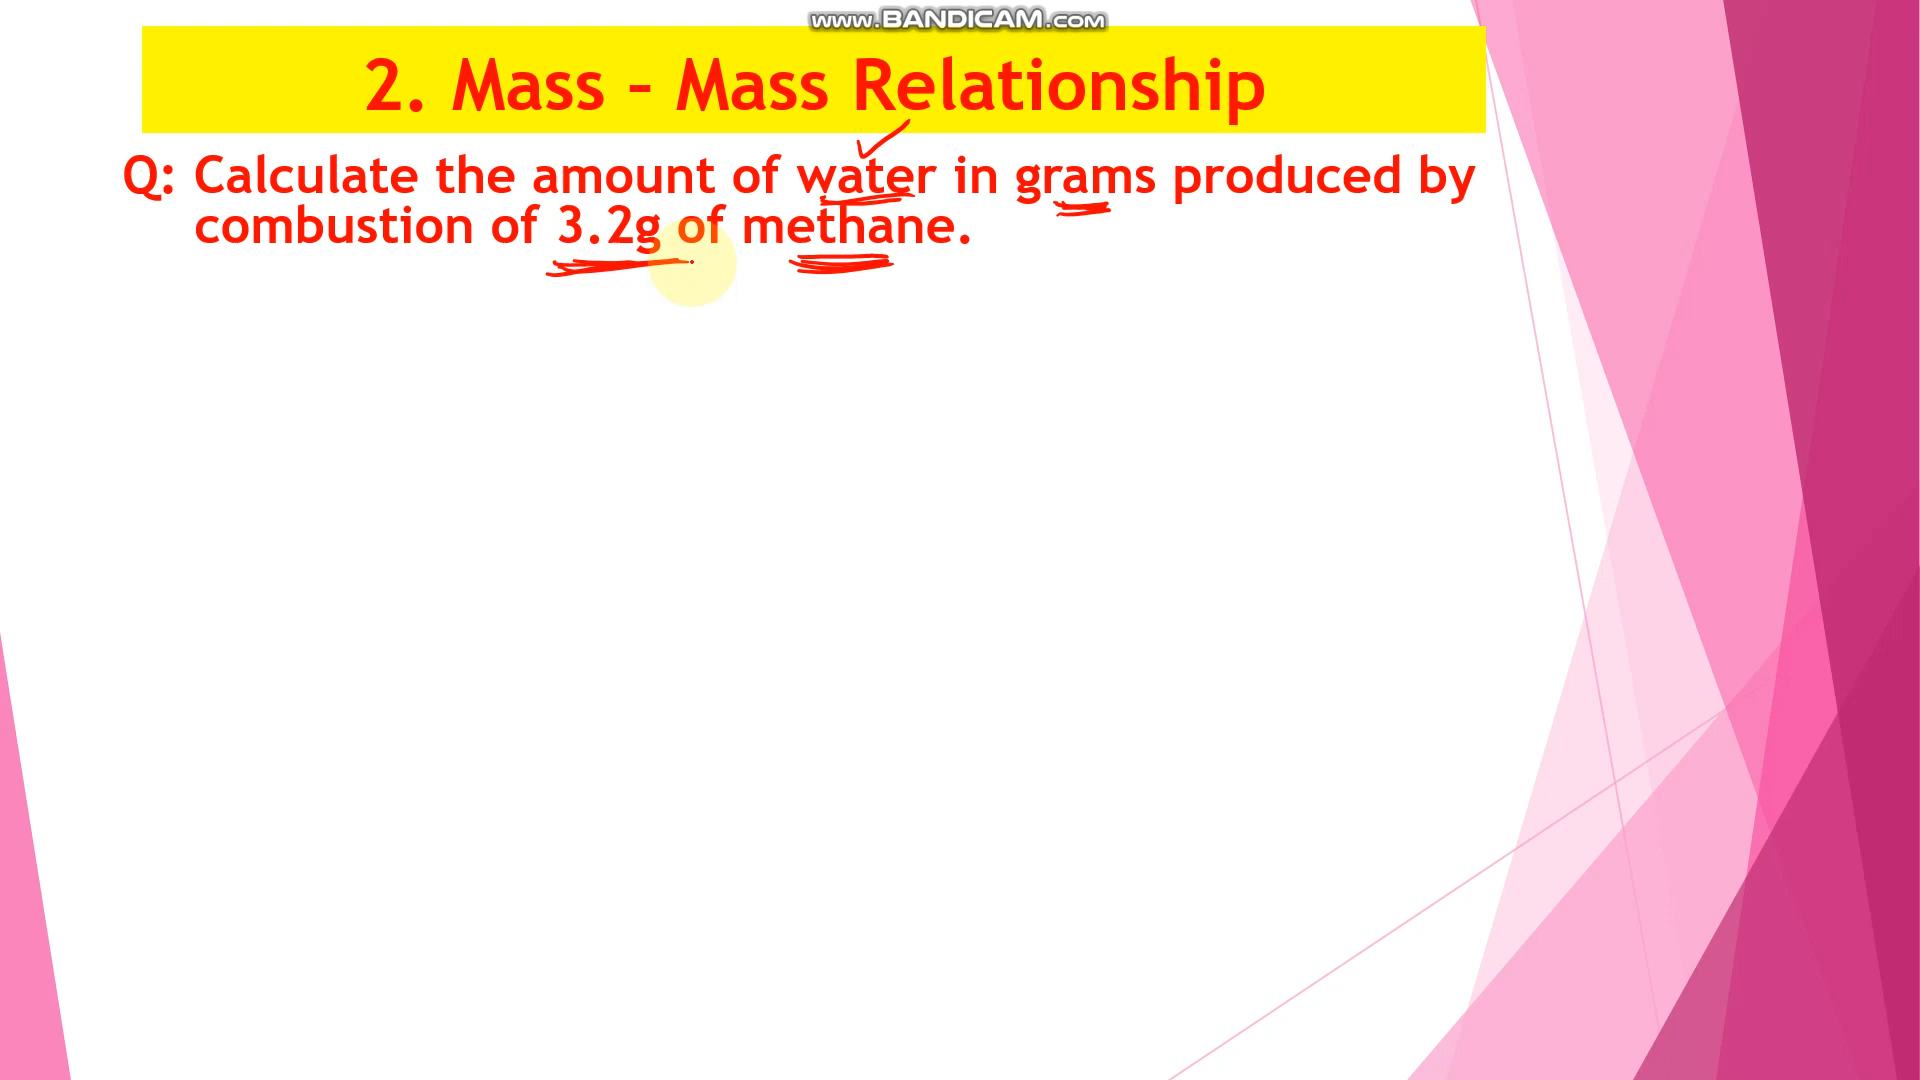 www.BANDICAM.com
2. Mass – Mass Relationship
Q: Calculate the amount of water in grams produced by
combustion of 3.2g of methane.